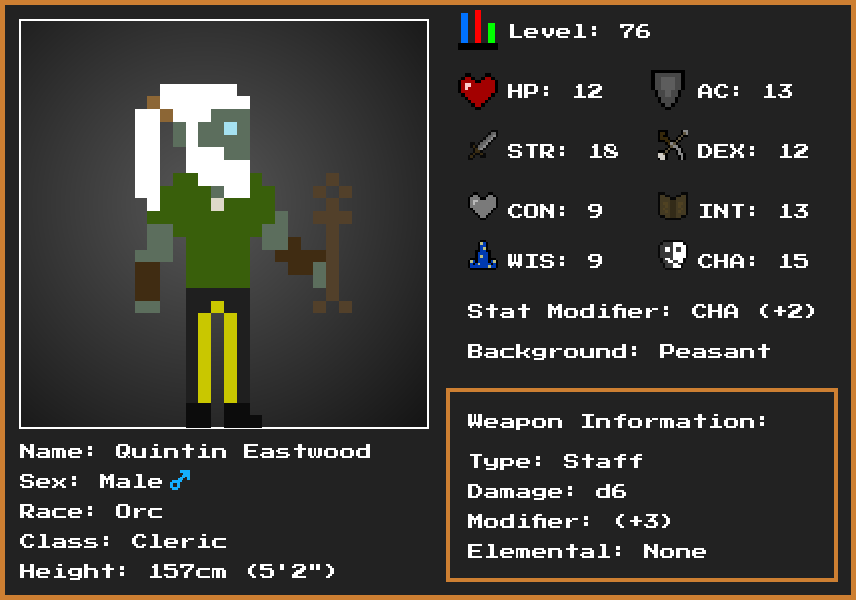 Level: 76
HP: 12 AC: 13
STR: 18 DEX: 12
CON: 9 INT: 13
WIS: 9 CHA: 15
Stat Modifier: CHA (+2)
Background: Peasant
Weapon Information:
Type: Staff
Damage: d6
Modifier: (+3)
Elemental: None
Name: Quintin Eastwood
Sex: Male♂
Race: Orc
Class: Cleric
Height: 157cm (5'2")